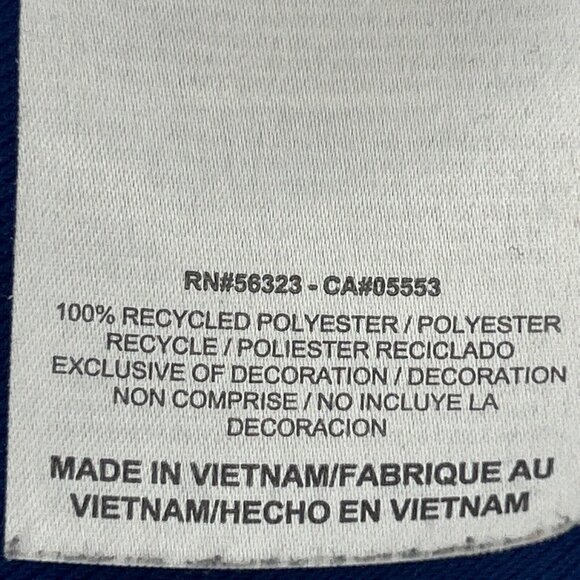 RN#56323 - CA#05553
100% RECYCLED POLYESTER / POLYESTER
RECYCLE / POLIESTER RECICLADO
EXCLUSIVE OF DECORATION / DECORATION
NON COMPRISE / NO INCLUYE LA
DECORACION
MADE IN VIETNAM/FABRIQUE AU
VIETNAM/HECHO EN VIETNAM